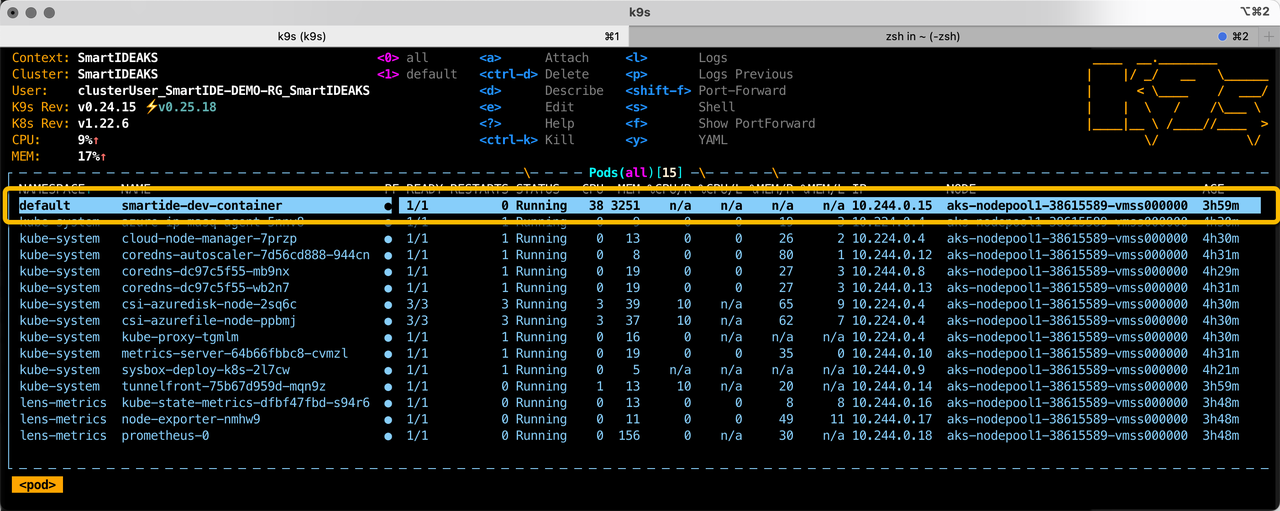 k9s
⌥⌘2
k9s (k9s) ⌘1 zsh in ~ (-zsh) ⌘2
Context: SmartIDEAKS <0> all <a> Attach <l> Logs
Cluster: SmartIDEAKS <1> default <ctrl-d> Delete <p> Logs Previous
User: clusterUser_SmartIDE-DEMO-RG_SmartIDEAKS <d> Describe <shift-f> Port-Forward
K9s Rev: v0.24.15 ⚡v0.25.18 <e> Edit <s> Shell
K8s Rev: v1.22.6 <?> Help <f> Show PortForward
CPU: 9%↑ <ctrl-k> Kill <y> YAML
MEM: 17%↑
Pods(all)[15]
NAMESPACE↑ NAME PF READY RESTARTS STATUS CPU MEM %CPU/R %CPU/L %MEM/R %MEM/L IP NODE AGE
default smartide-dev-container ● 1/1 0 Running 38 3251 n/a n/a n/a n/a 10.244.0.15 aks-nodepool1-38615589-vmss000000 3h59m
kube-system azure-ip-masq-agent-5nnv8 ● 1/1 1 Running 0 9 0 0 19 3 10.224.0.4 aks-nodepool1-38615589-vmss000000 4h30m
kube-system cloud-node-manager-7przp ● 1/1 1 Running 0 13 0 n/a 26 2 10.224.0.4 aks-nodepool1-38615589-vmss000000 4h30m
kube-system coredns-autoscaler-7d56cd888-944cn ● 1/1 1 Running 0 8 0 0 80 1 10.244.0.12 aks-nodepool1-38615589-vmss000000 4h31m
kube-system coredns-dc97c5f55-mb9nx ● 1/1 1 Running 0 19 0 0 27 3 10.244.0.8 aks-nodepool1-38615589-vmss000000 4h29m
kube-system coredns-dc97c5f55-wb2n7 ● 1/1 1 Running 0 19 0 0 27 3 10.244.0.13 aks-nodepool1-38615589-vmss000000 4h31m
kube-system csi-azuredisk-node-2sq6c ● 3/3 3 Running 3 39 10 n/a 65 9 10.224.0.4 aks-nodepool1-38615589-vmss000000 4h30m
kube-system csi-azurefile-node-ppbmj ● 3/3 3 Running 3 37 10 n/a 62 7 10.224.0.4 aks-nodepool1-38615589-vmss000000 4h30m
kube-system kube-proxy-tgmlm ● 1/1 1 Running 0 16 0 n/a n/a n/a 10.224.0.4 aks-nodepool1-38615589-vmss000000 4h30m
kube-system metrics-server-64b66fbbc8-cvmzl ● 1/1 1 Running 0 19 0 0 35 0 10.244.0.10 aks-nodepool1-38615589-vmss000000 4h31m
kube-system sysbox-deploy-k8s-2l7cw ● 1/1 0 Running 0 5 n/a n/a n/a n/a 10.244.0.9 aks-nodepool1-38615589-vmss000000 4h21m
kube-system tunnelfront-75b67d959d-mqn9z ● 1/1 0 Running 1 13 10 n/a 20 n/a 10.244.0.14 aks-nodepool1-38615589-vmss000000 3h59m
lens-metrics kube-state-metrics-dfbf47fbd-s94r6 ● 1/1 0 Running 0 13 0 0 8 8 10.244.0.16 aks-nodepool1-38615589-vmss000000 3h48m
lens-metrics node-exporter-nmhw9 ● 1/1 0 Running 0 11 0 0 49 11 10.244.0.17 aks-nodepool1-38615589-vmss000000 3h48m
lens-metrics prometheus-0 ● 1/1 0 Running 0 156 0 n/a 30 n/a 10.244.0.18 aks-nodepool1-38615589-vmss000000 3h48m
<pod>